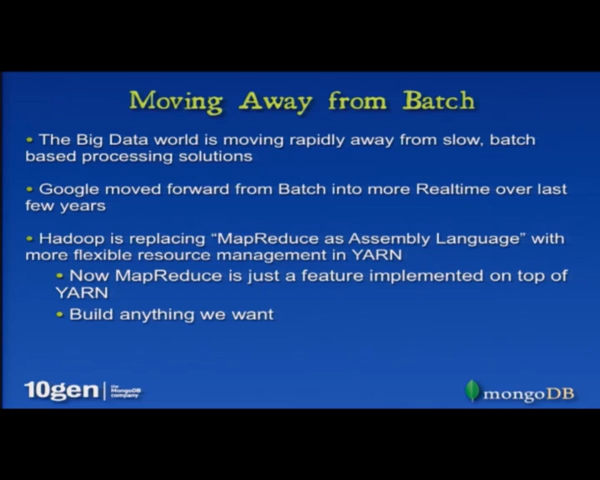 Moving Away from Batch
• The Big Data world is moving rapidly away from slow, batch
based processing solutions
• Google moved forward from Batch into more Realtime over last
few years
• Hadoop is replacing “MapReduce as Assembly Language” with
more flexible resource management in YARN
• Now MapReduce is just a feature implemented on top of
YARN
• Build anything we want
10gen
the
MongoDB
company
mongoDB